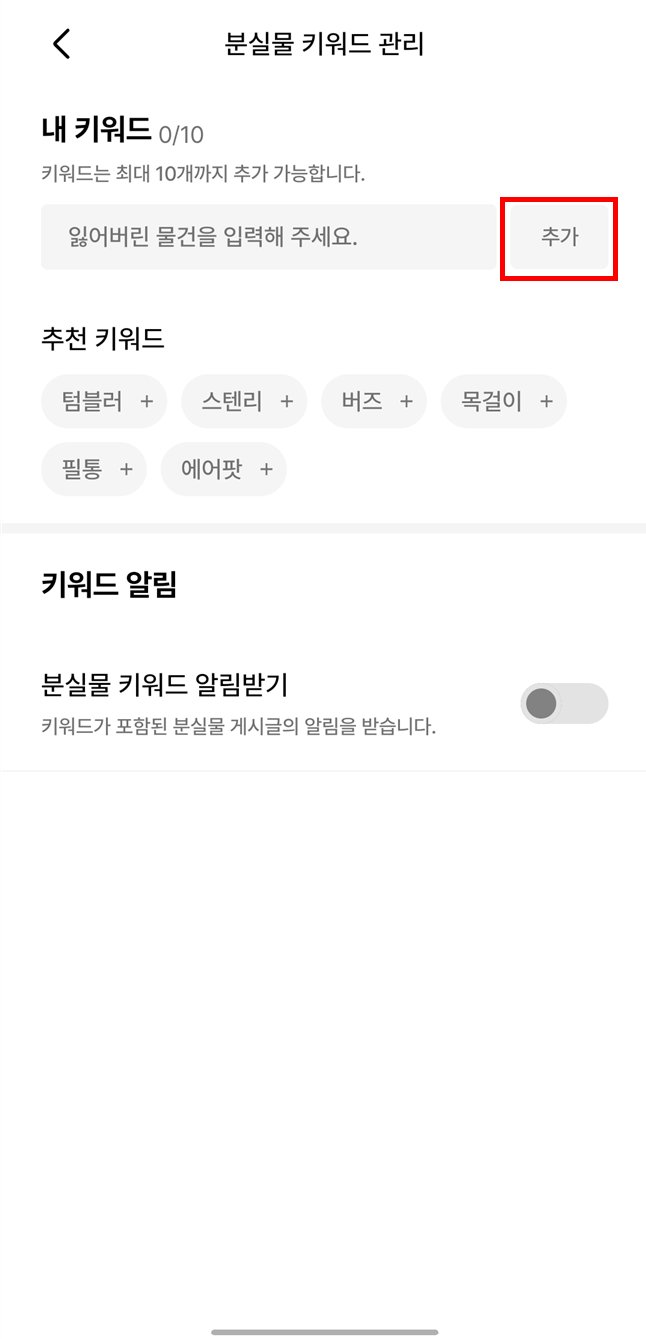 분실물 키워드 관리
내 키워드 0/10
키워드는 최대 10개까지 추가 가능합니다.
잃어버린 물건을 입력해 주세요. 추가
추천 키워드
텀블러 + 스텐리 + 버즈 + 목걸이 +
필통 + 에어팟 +
키워드 알림
분실물 키워드 알림받기
키워드가 포함된 분실물 게시글의 알림을 받습니다.